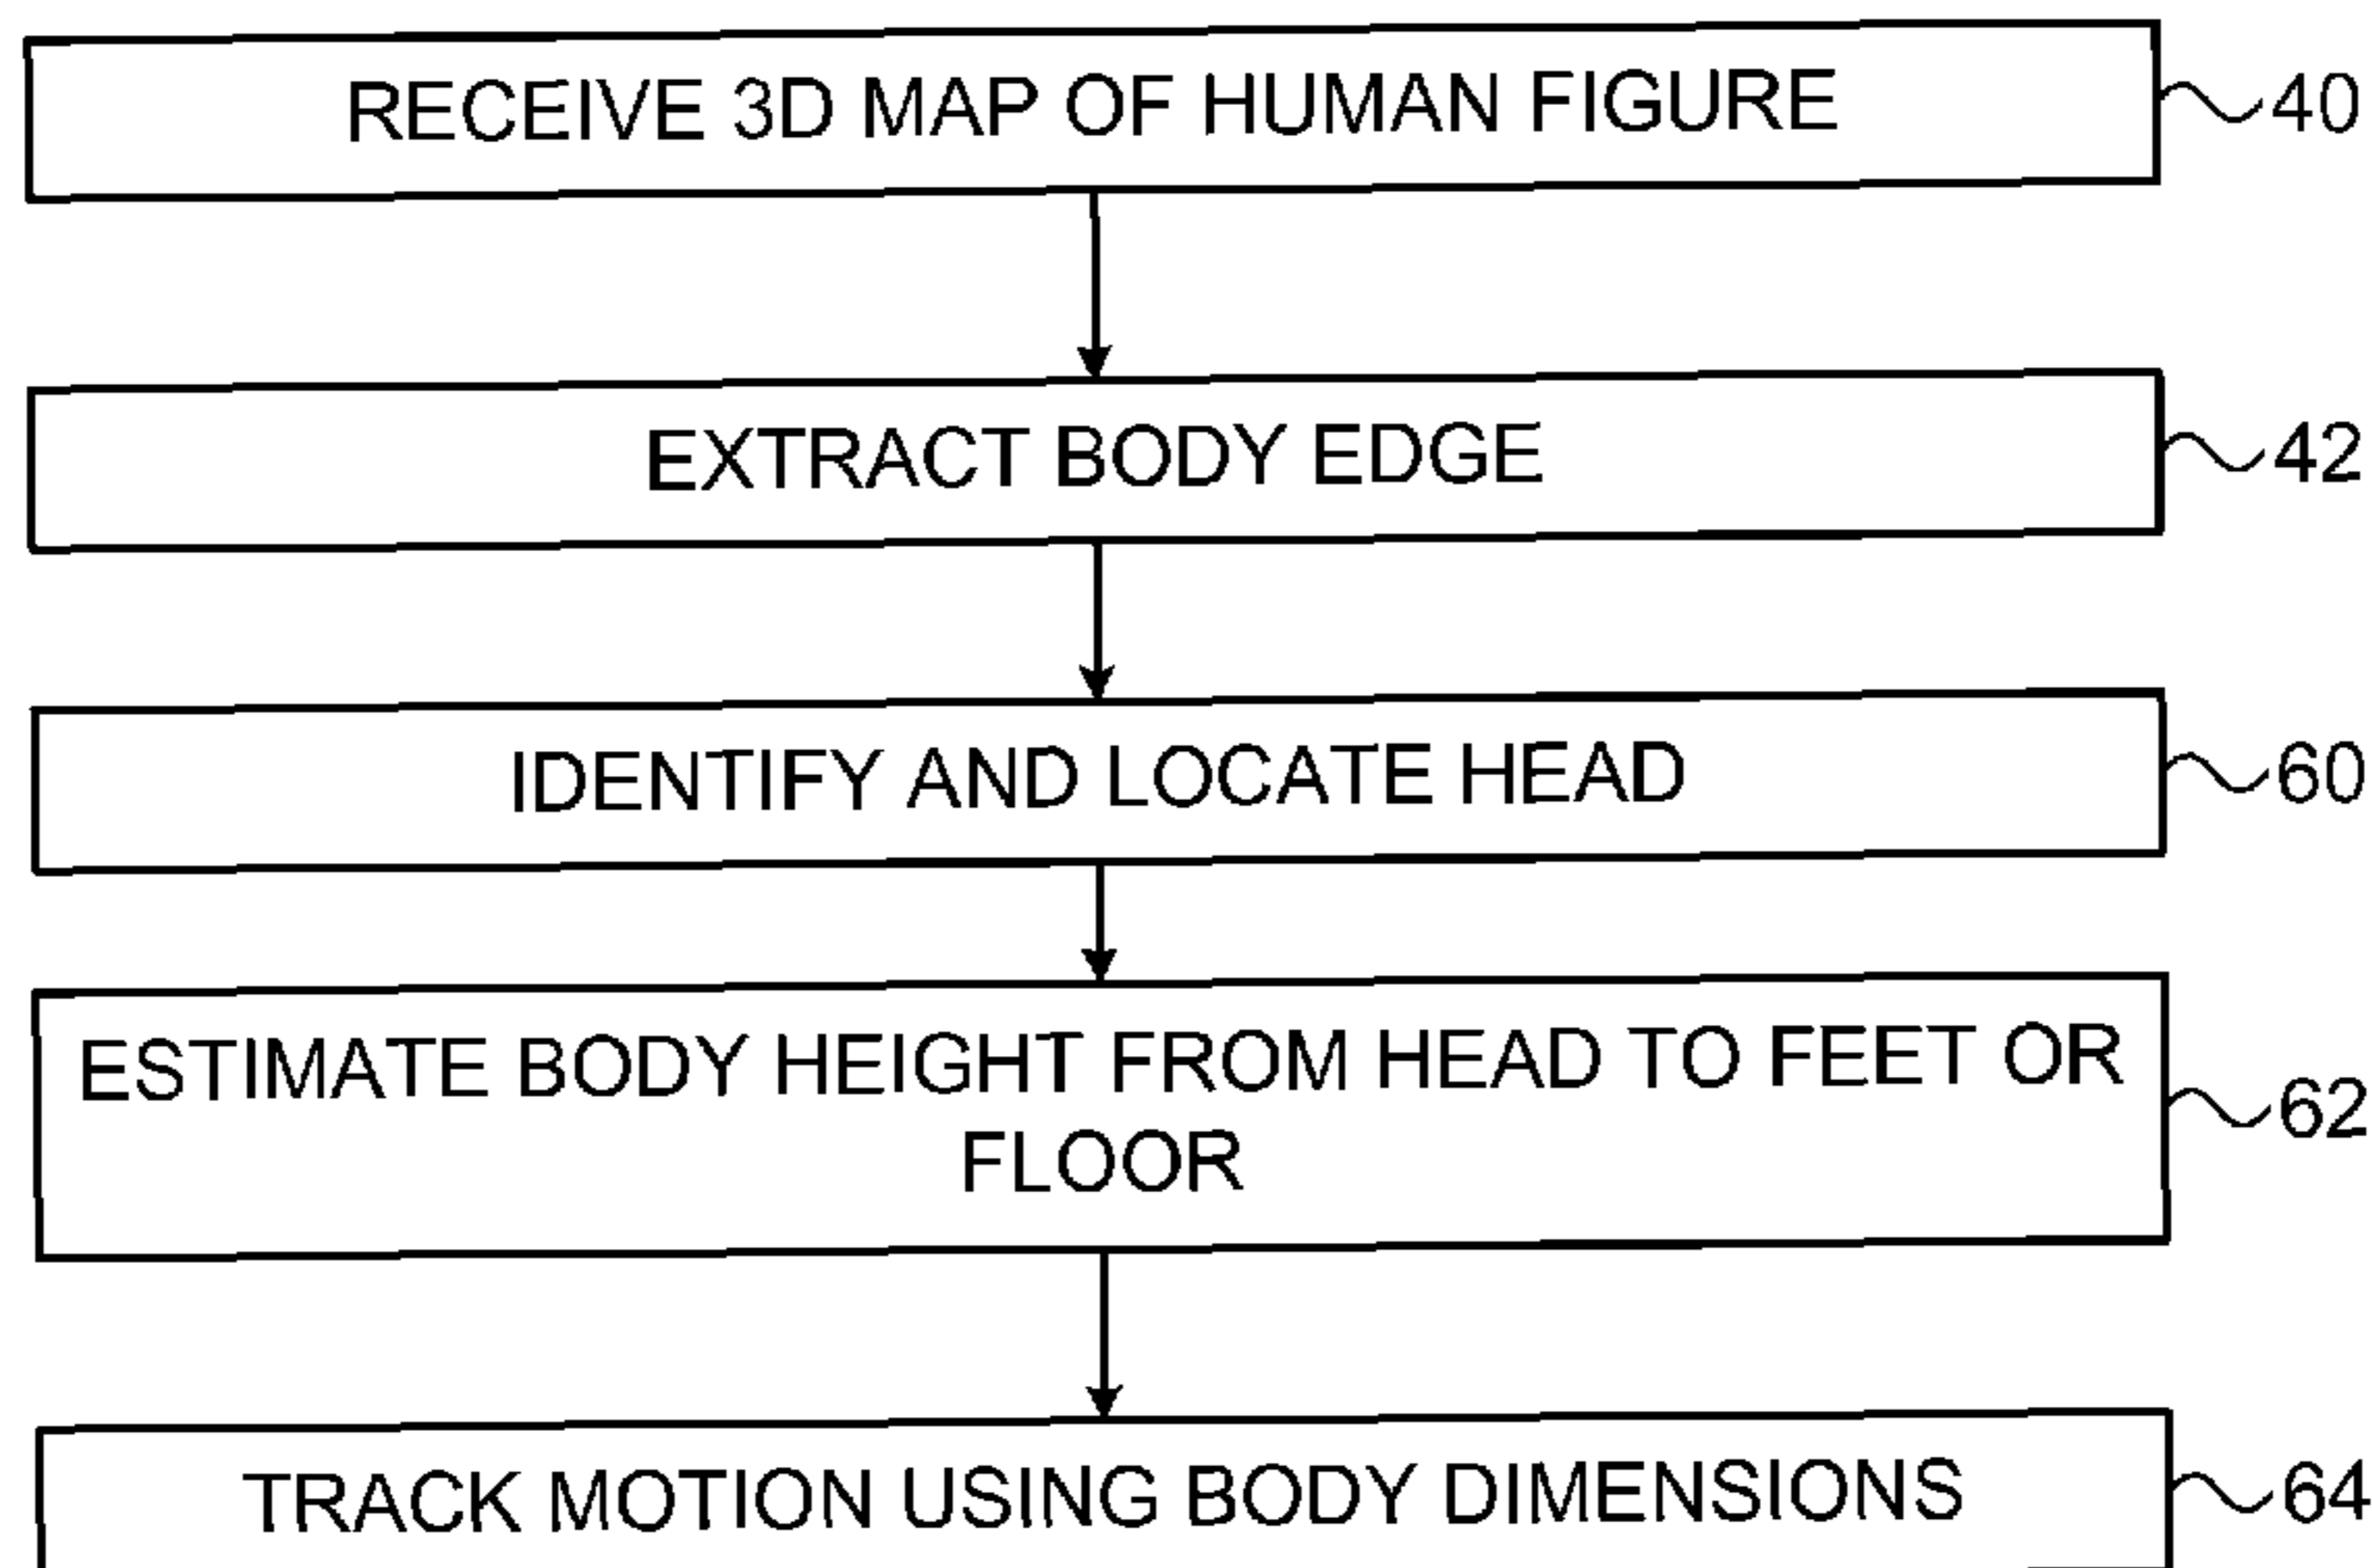 RECEIVE 3D MAP OF HUMAN FIGURE
40
EXTRACT BODY EDGE
42
IDENTIFY AND LOCATE HEAD
60
ESTIMATE BODY HEIGHT FROM HEAD TO FEET OR
FLOOR
62
TRACK MOTION USING BODY DIMENSIONS
64